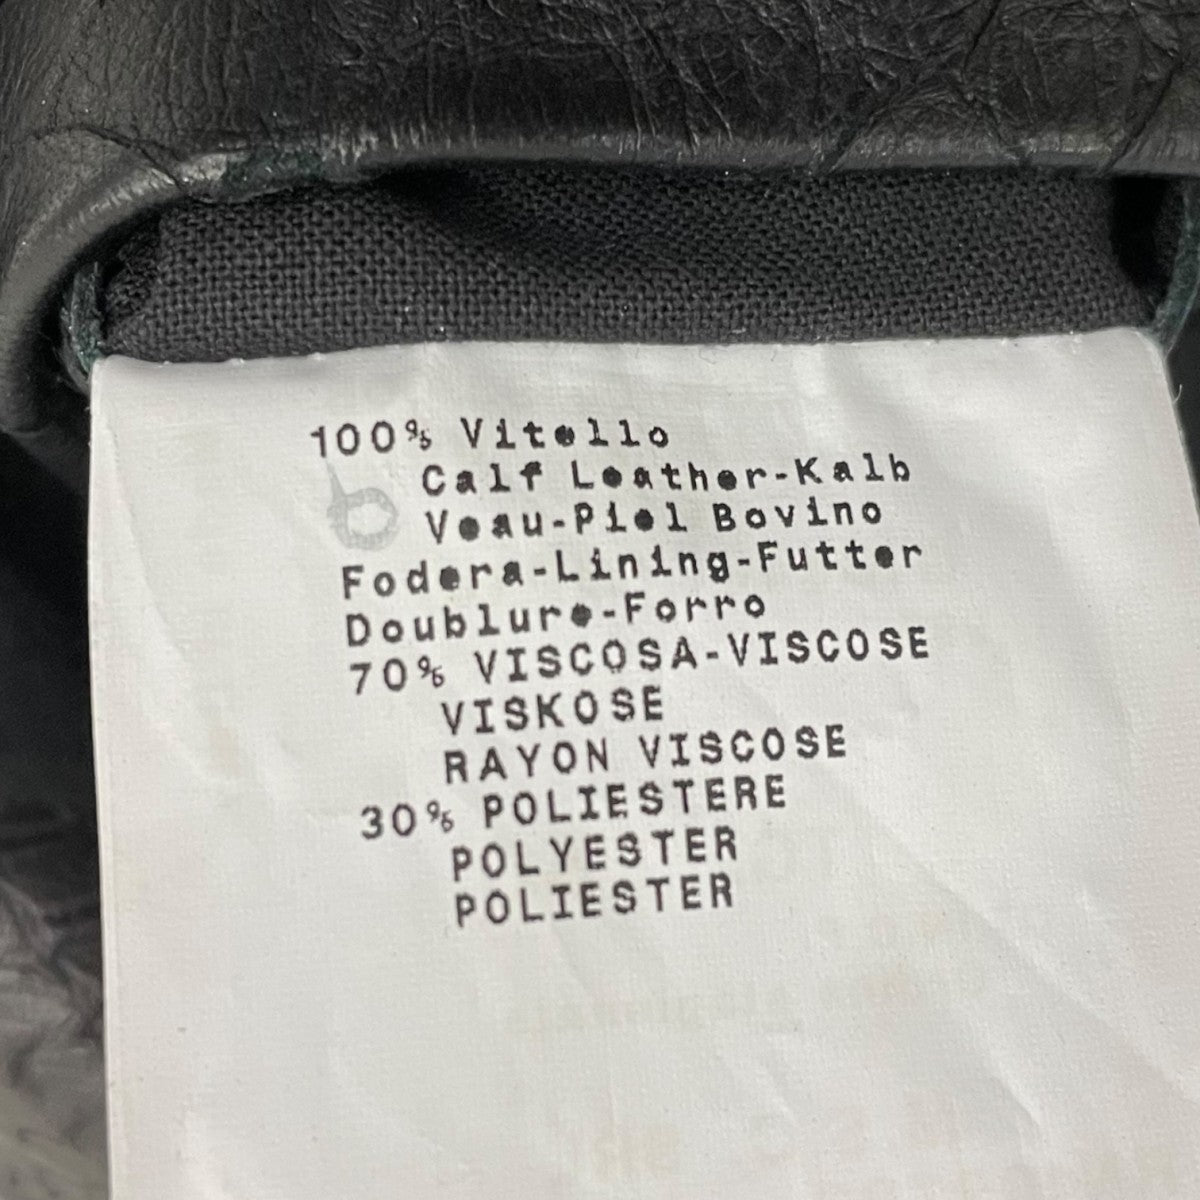 100% Vitello
Calf Leather-Kalb
Veau-Piel Bovino
Fodera-Lining-Futter
Doublure-Forro
70% VISCOSA-VISCOSE
VISKOSE
RAYON VISCOSE
30% POLIESTERE
POLYESTER
POLIESTER